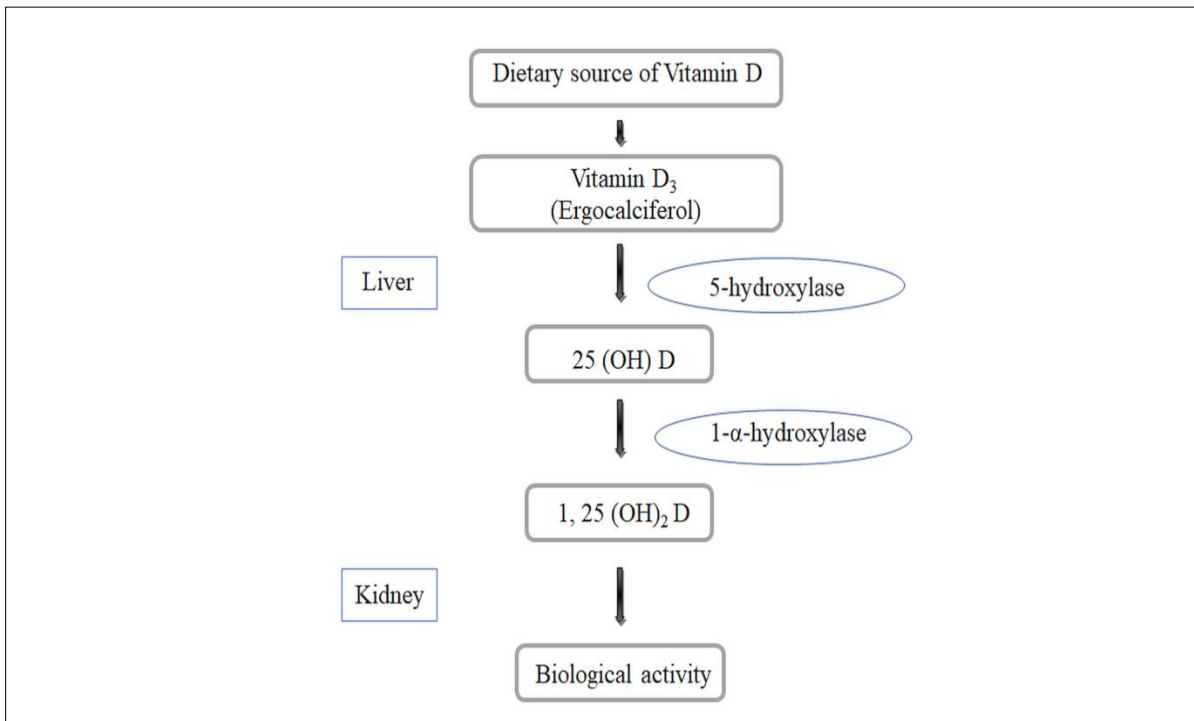 Dietary source of Vitamin D
Vitamin D₃
(Ergocalciferol)
Liver
5-hydroxylase
25 (OH) D
1-α-hydroxylase
1, 25 (OH)₂ D
Kidney
Biological activity